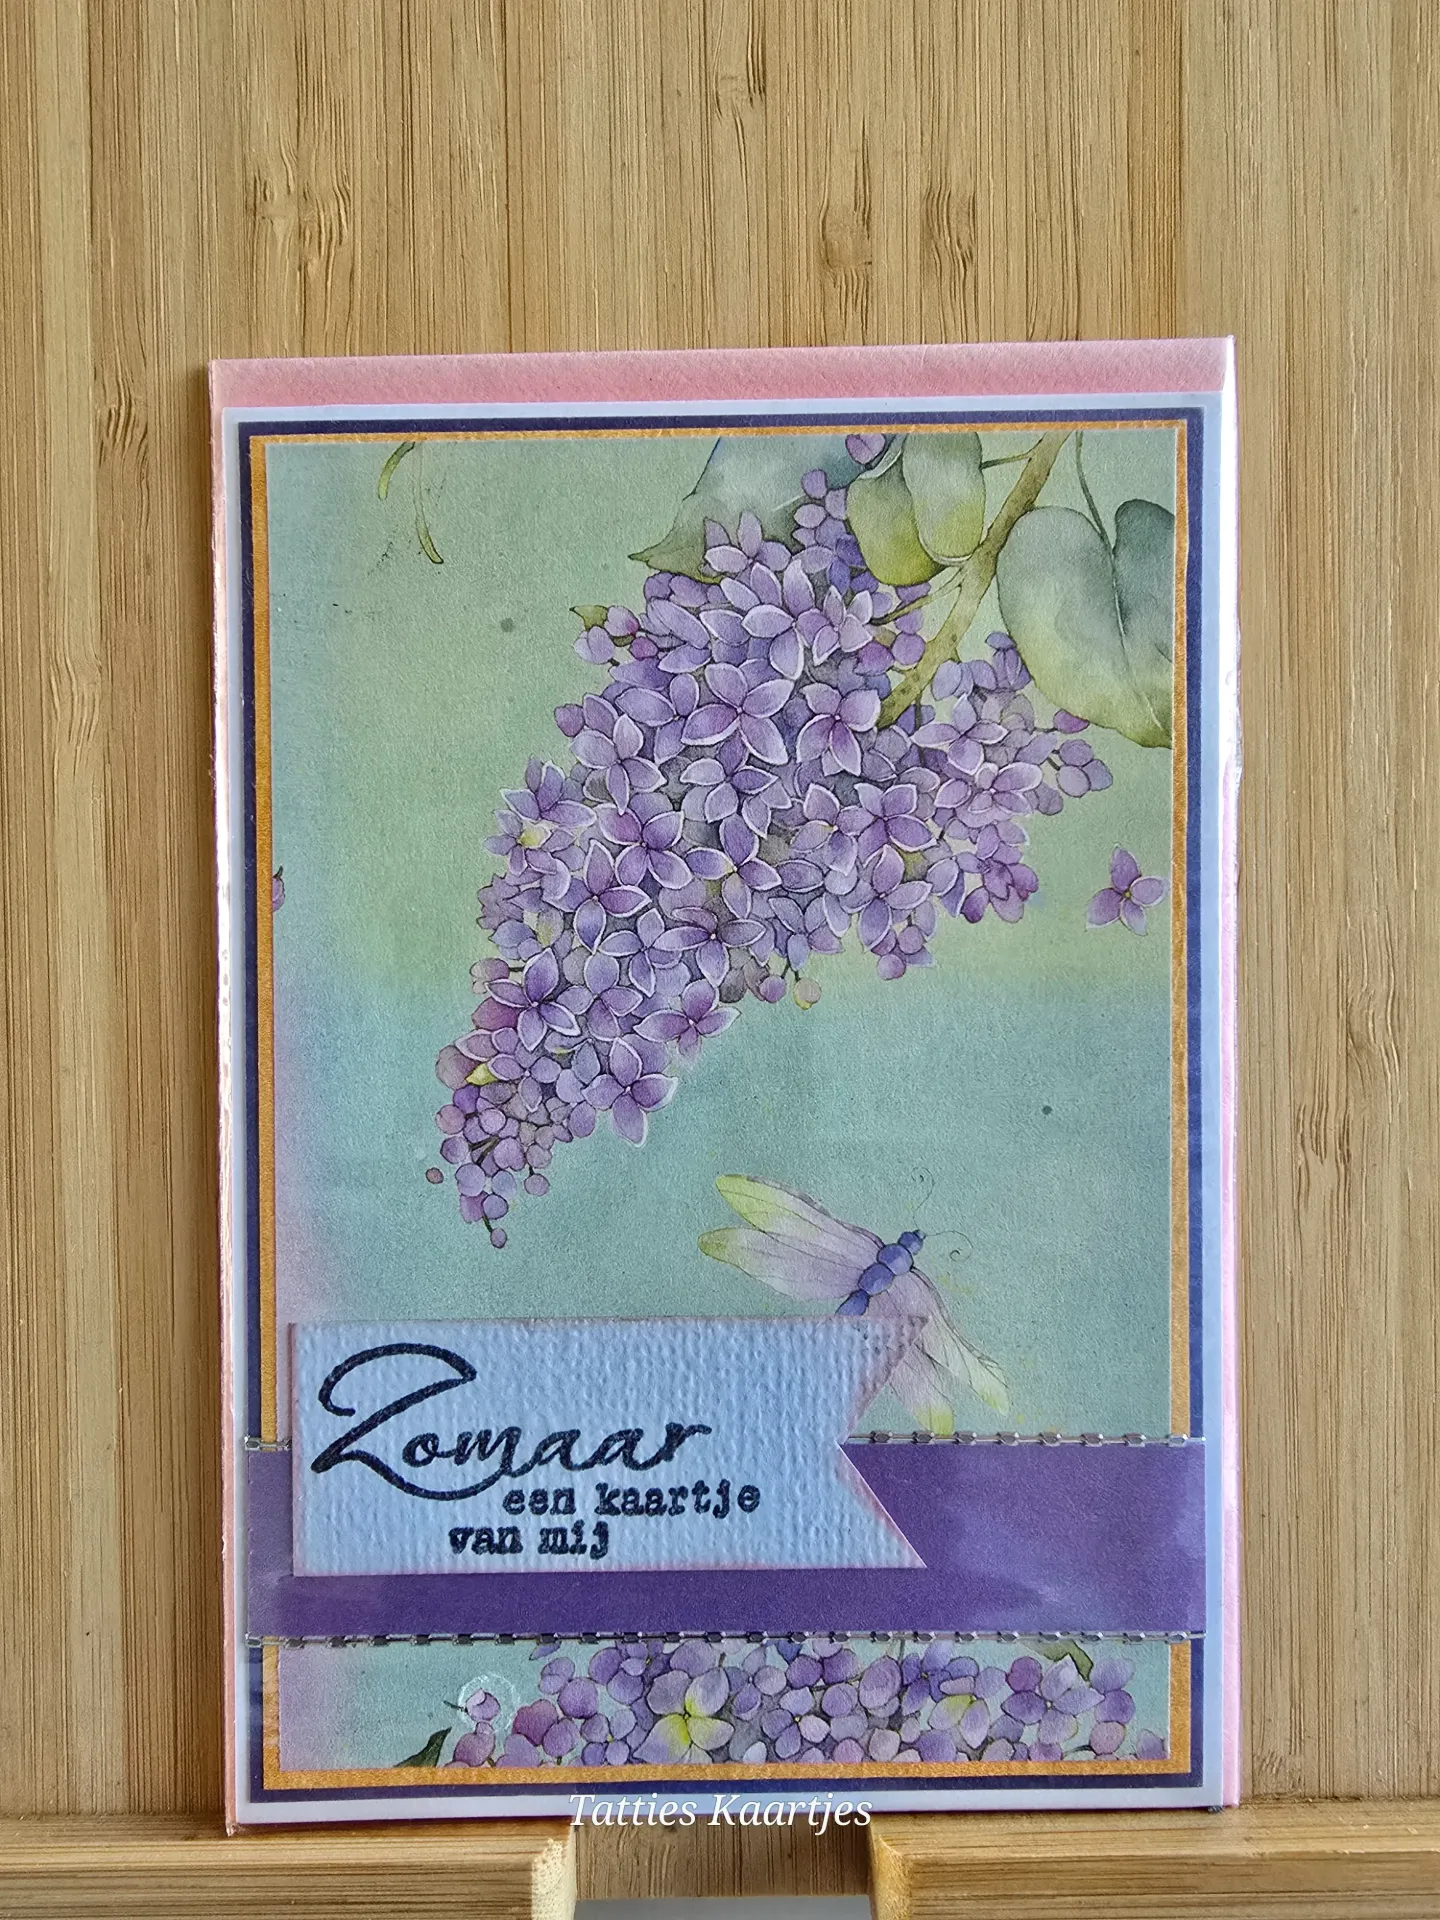 Zomaar
een kaartje
van mij
Tatties Kaartjes